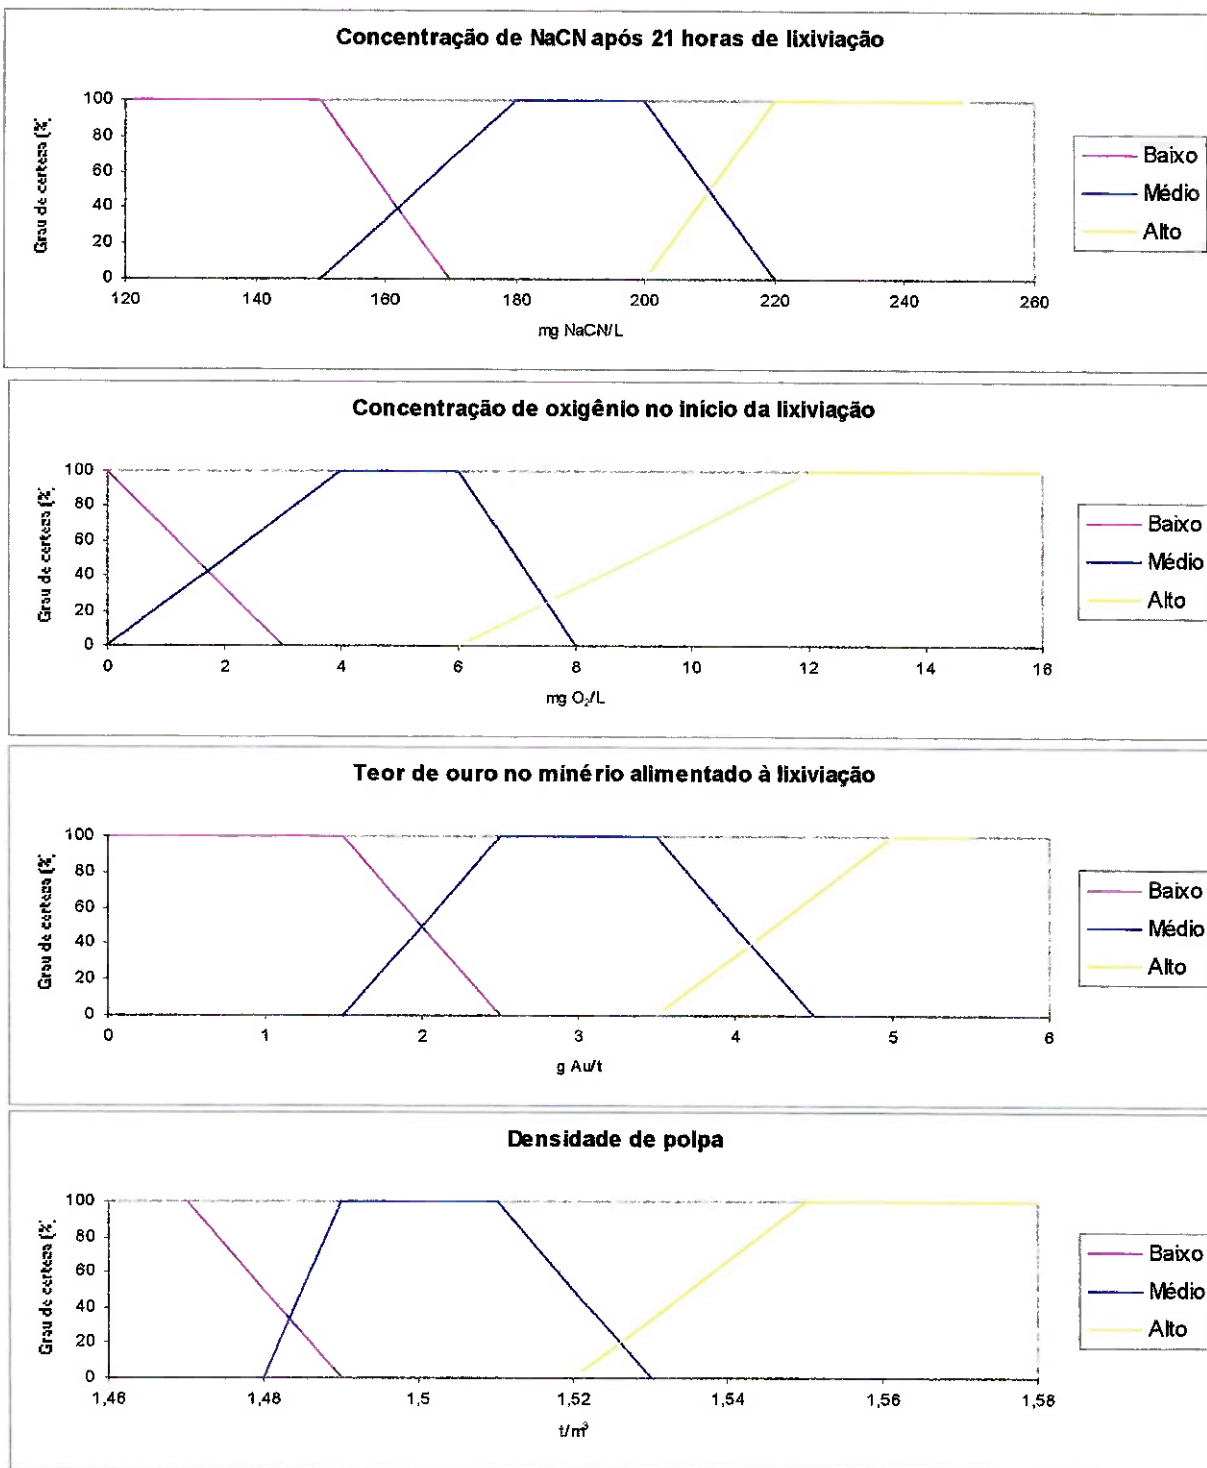 Concentração de NaCN após 21 horas de lixiviação
Grau de certeza (%)
100
80
60
40
20
0
120 140 160 180 200 220 240 260
mg NaCN/L
Baixo
Médio
Alto
Concentração de oxigênio no início da lixiviação
Grau de certeza (%)
100
80
60
40
20
0
0 2 4 6 8 10 12 14 16
mg O₂/L
Baixo
Médio
Alto
Teor de ouro no minério alimentado à lixiviação
Grau de certeza (%)
100
80
60
40
20
0
0 1 2 3 4 5 6
g Au/t
Baixo
Médio
Alto
Densidade de polpa
Grau de certeza (%)
100
80
60
40
20
0
1,46 1,48 1,5 1,52 1,54 1,56 1,58
t/m³
Baixo
Médio
Alto